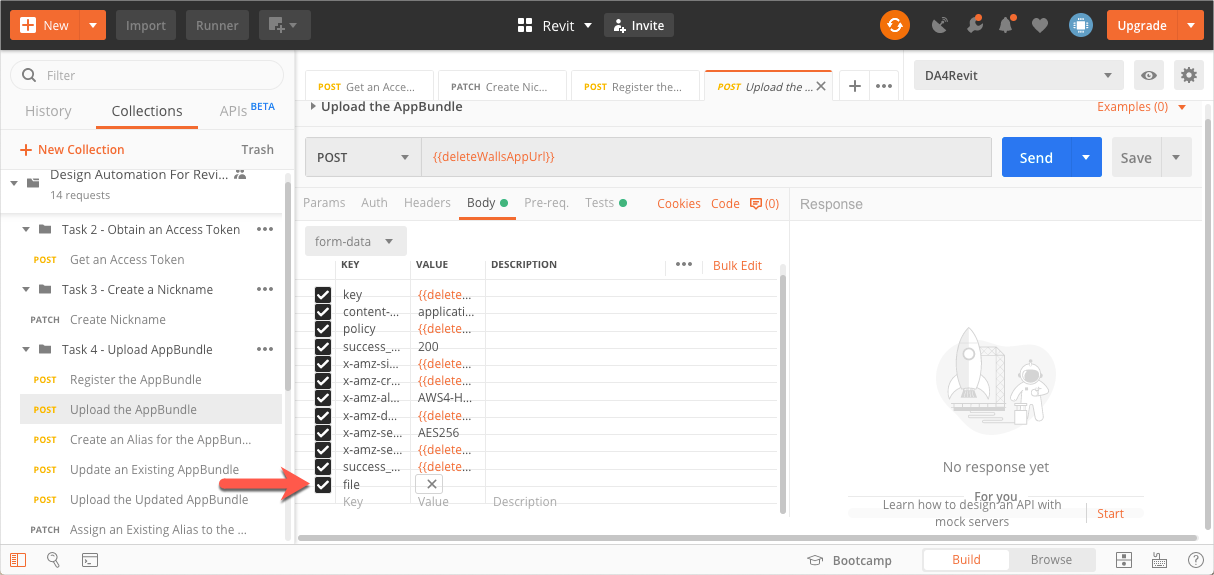 New
Import
Runner
Revit
Invite
Upgrade
Filter
History
Collections
APIs BETA
New Collection
Trash
Design Automation For Revi...
14 requests
Task 2 - Obtain an Access Token
POST Get an Access Token
Task 3 - Create a Nickname
PATCH Create Nickname
Task 4 - Upload AppBundle
POST Register the AppBundle
POST Upload the AppBundle
POST Create an Alias for the AppBun...
POST Update an Existing AppBundle
POST Upload the Updated AppBundle
PATCH Assign an Existing Alias to the ...
POST Get an Acce...
PATCH Create Nic...
POST Register the...
POST Upload the ...
DA4Revit
Upload the AppBundle
Examples (0)
POST
{{deleteWallsAppUrl}}
Send
Save
Params
Auth
Headers
Body
Pre-req.
Tests
Cookies
Code
(0)
form-data
KEY VALUE DESCRIPTION
Bulk Edit
key {{delete...
content-... applicati...
policy {{delete...
success_... 200
x-amz-si... {{delete...
x-amz-cr... {{delete...
x-amz-al... AWS4-H...
x-amz-d... {{delete...
x-amz-se... AES256
x-amz-se... {{delete...
success_... {{delete...
file
Key Value Description
Response
No response yet
For you
Learn how to design an API with
mock servers
Start
Bootcamp
Build
Browse